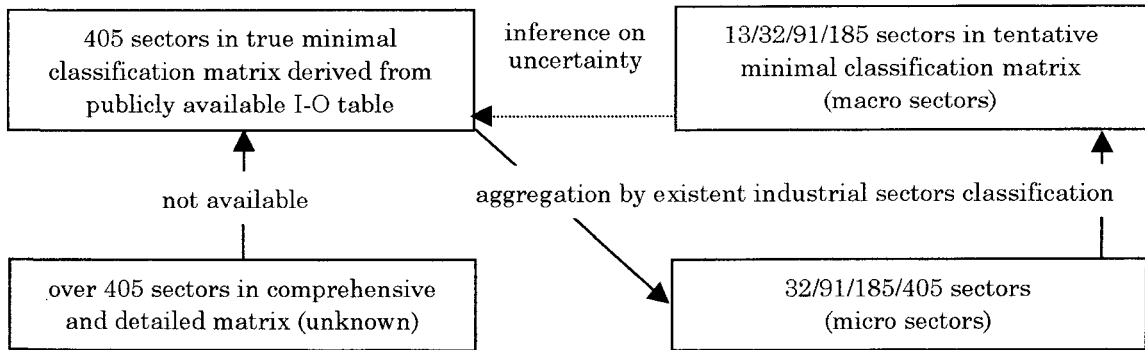 405 sectors in true minimal
classification matrix derived from
publicly available I-O table
inference on
uncertainty
13/32/91/185 sectors in tentative
minimal classification matrix
(macro sectors)
not available
aggregation by existent industrial sectors classification
over 405 sectors in comprehensive
and detailed matrix (unknown)
32/91/185/405 sectors
(micro sectors)